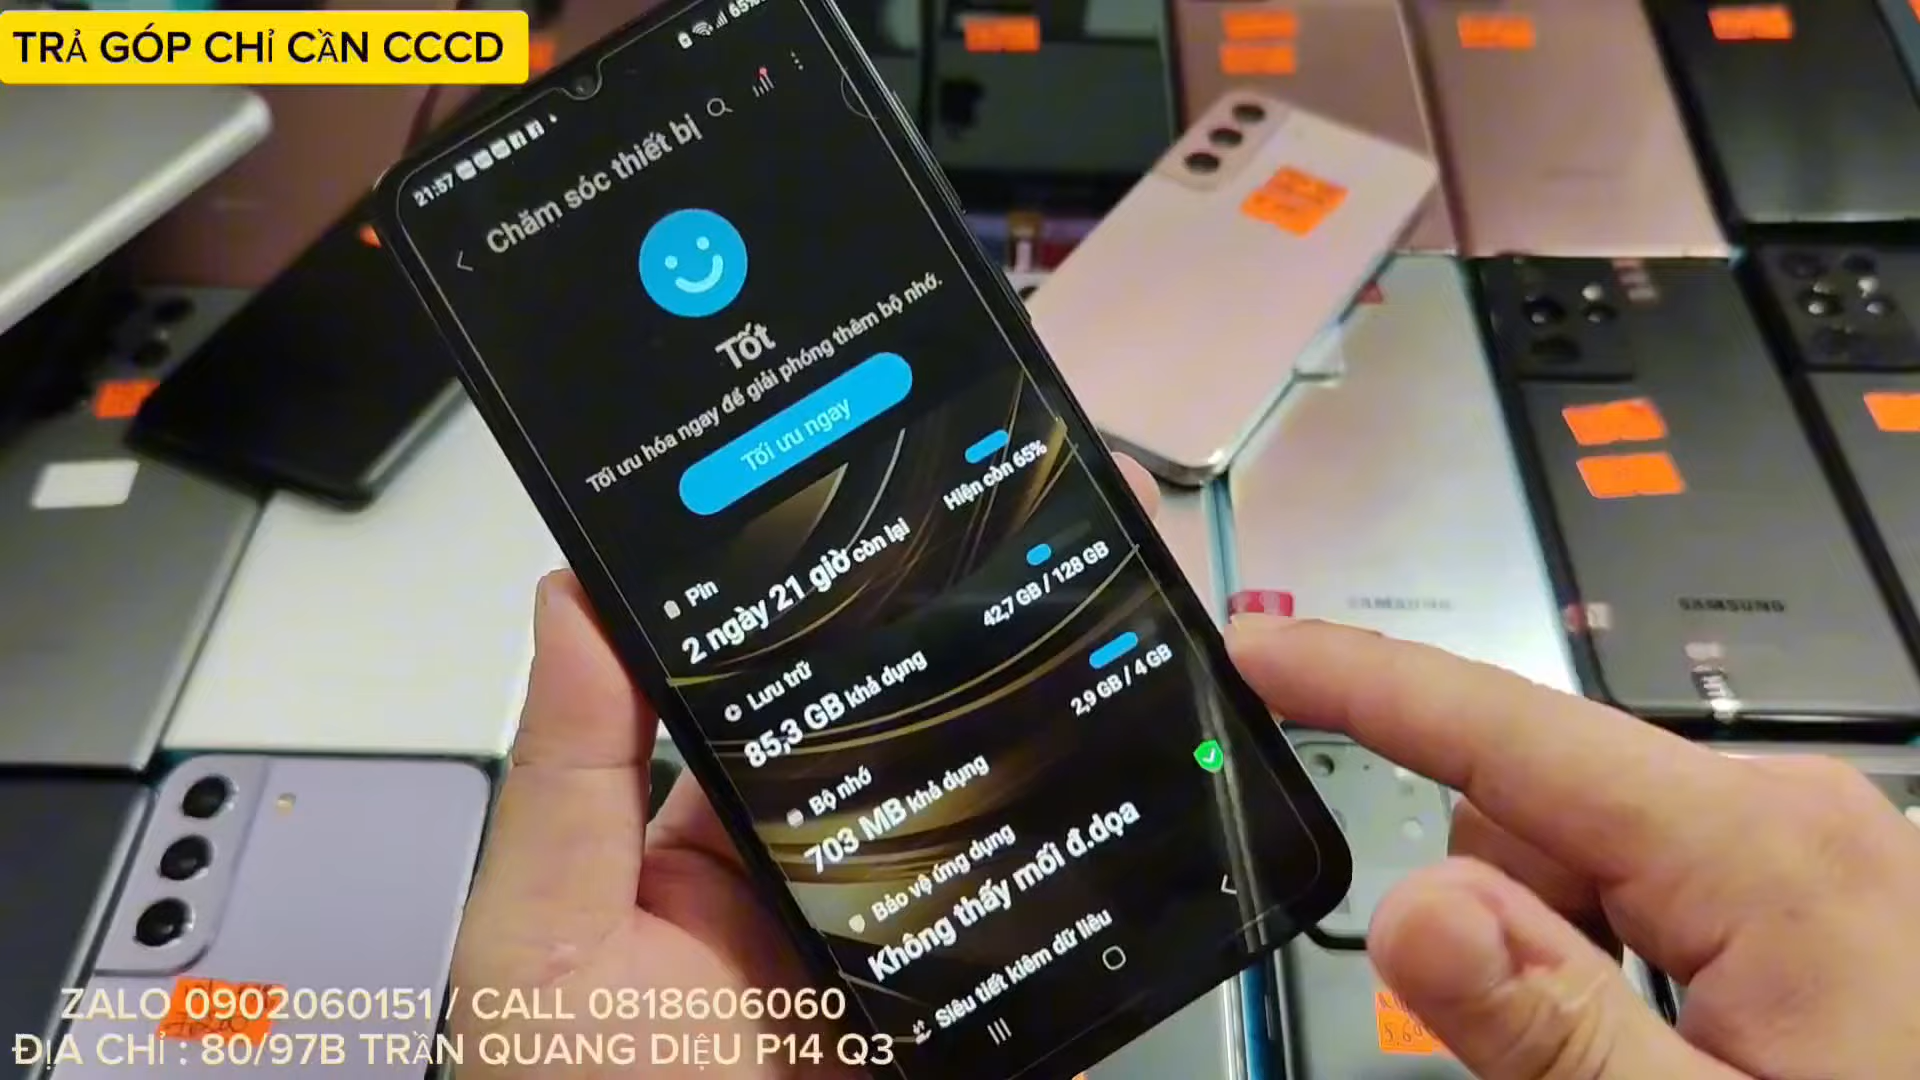 TRẢ GÓP CHỈ CẦN CCCD
65%
21:57
Chăm sóc thiết bị
Tốt
Tối ưu hóa ngay để giải phóng thêm bộ nhớ.
Tối ưu ngay
Pin
2 ngày 21 giờ còn lại
Hiện còn 65%
Lưu trữ
85,3 GB khả dụng
42,7 GB / 128 GB
Bộ nhớ
703 MB khả dụng
2,9 GB / 4 GB
Bảo vệ ứng dụng
Không thấy mối đ.dọa
Siêu tiết kiệm dữ liệu
SAMSUNG
SAMSUNG
ZALO 0902060151 / CALL 0818606060
ĐỊA CHỈ : 80/97B TRẦN QUANG DIỆU P14 Q3